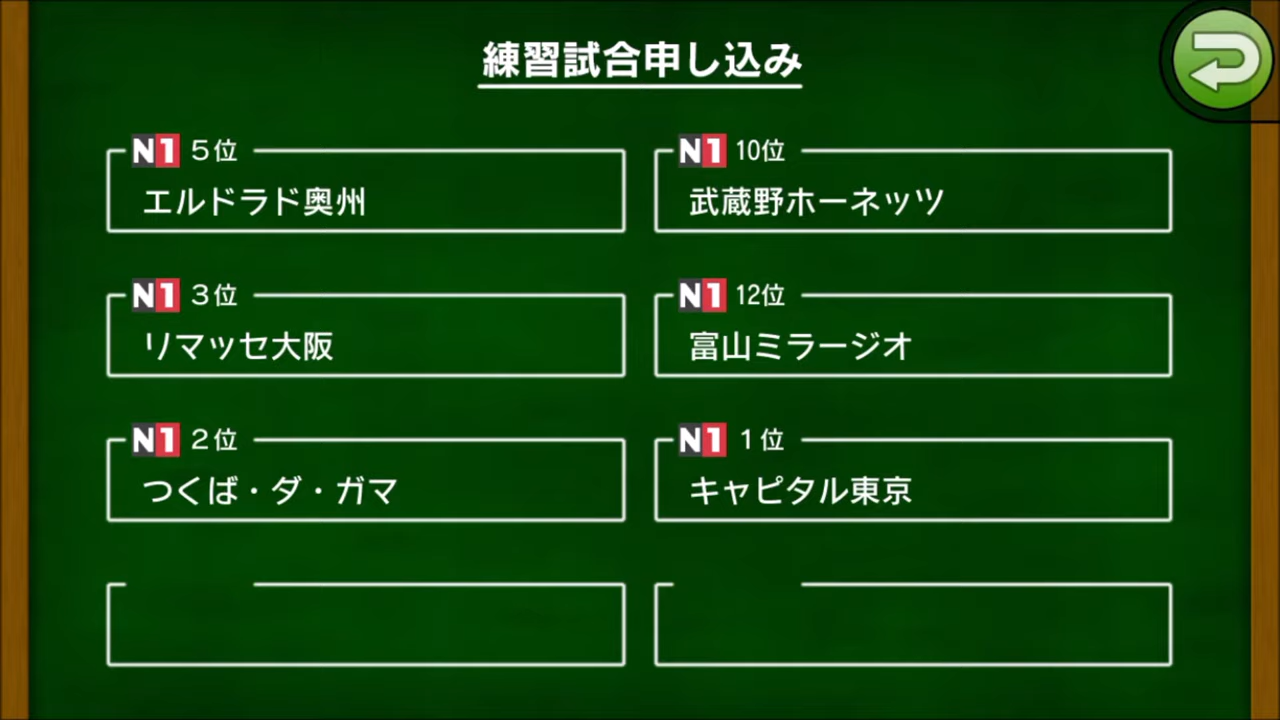 練習試合申し込み
N1 5位
エルドラド奥州
N1 10位
武蔵野ホーネッツ
N1 3位
リマッセ大阪
N1 12位
富山ミラージオ
N1 2位
つくば・ダ・ガマ
N1 1位
キャピタル東京